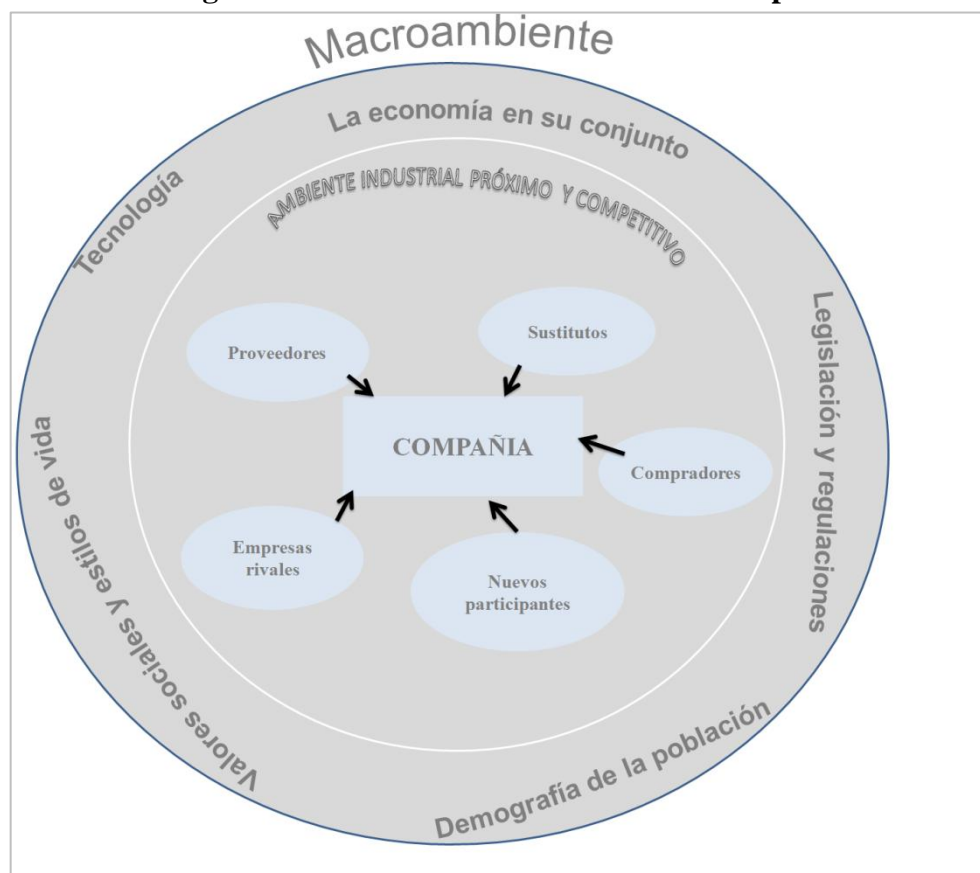 Macroambiente
La economía en su conjunto
AMBIENTE INDUSTRIAL PRÓXIMO Y COMPETITIVO
Tecnología
Legislación y regulaciones
Proveedores
Sustitutos
COMPAÑIA
Compradores
Empresas
rivales
Nuevos
participantes
Valores sociales y estilos de vida
Demografía de la población